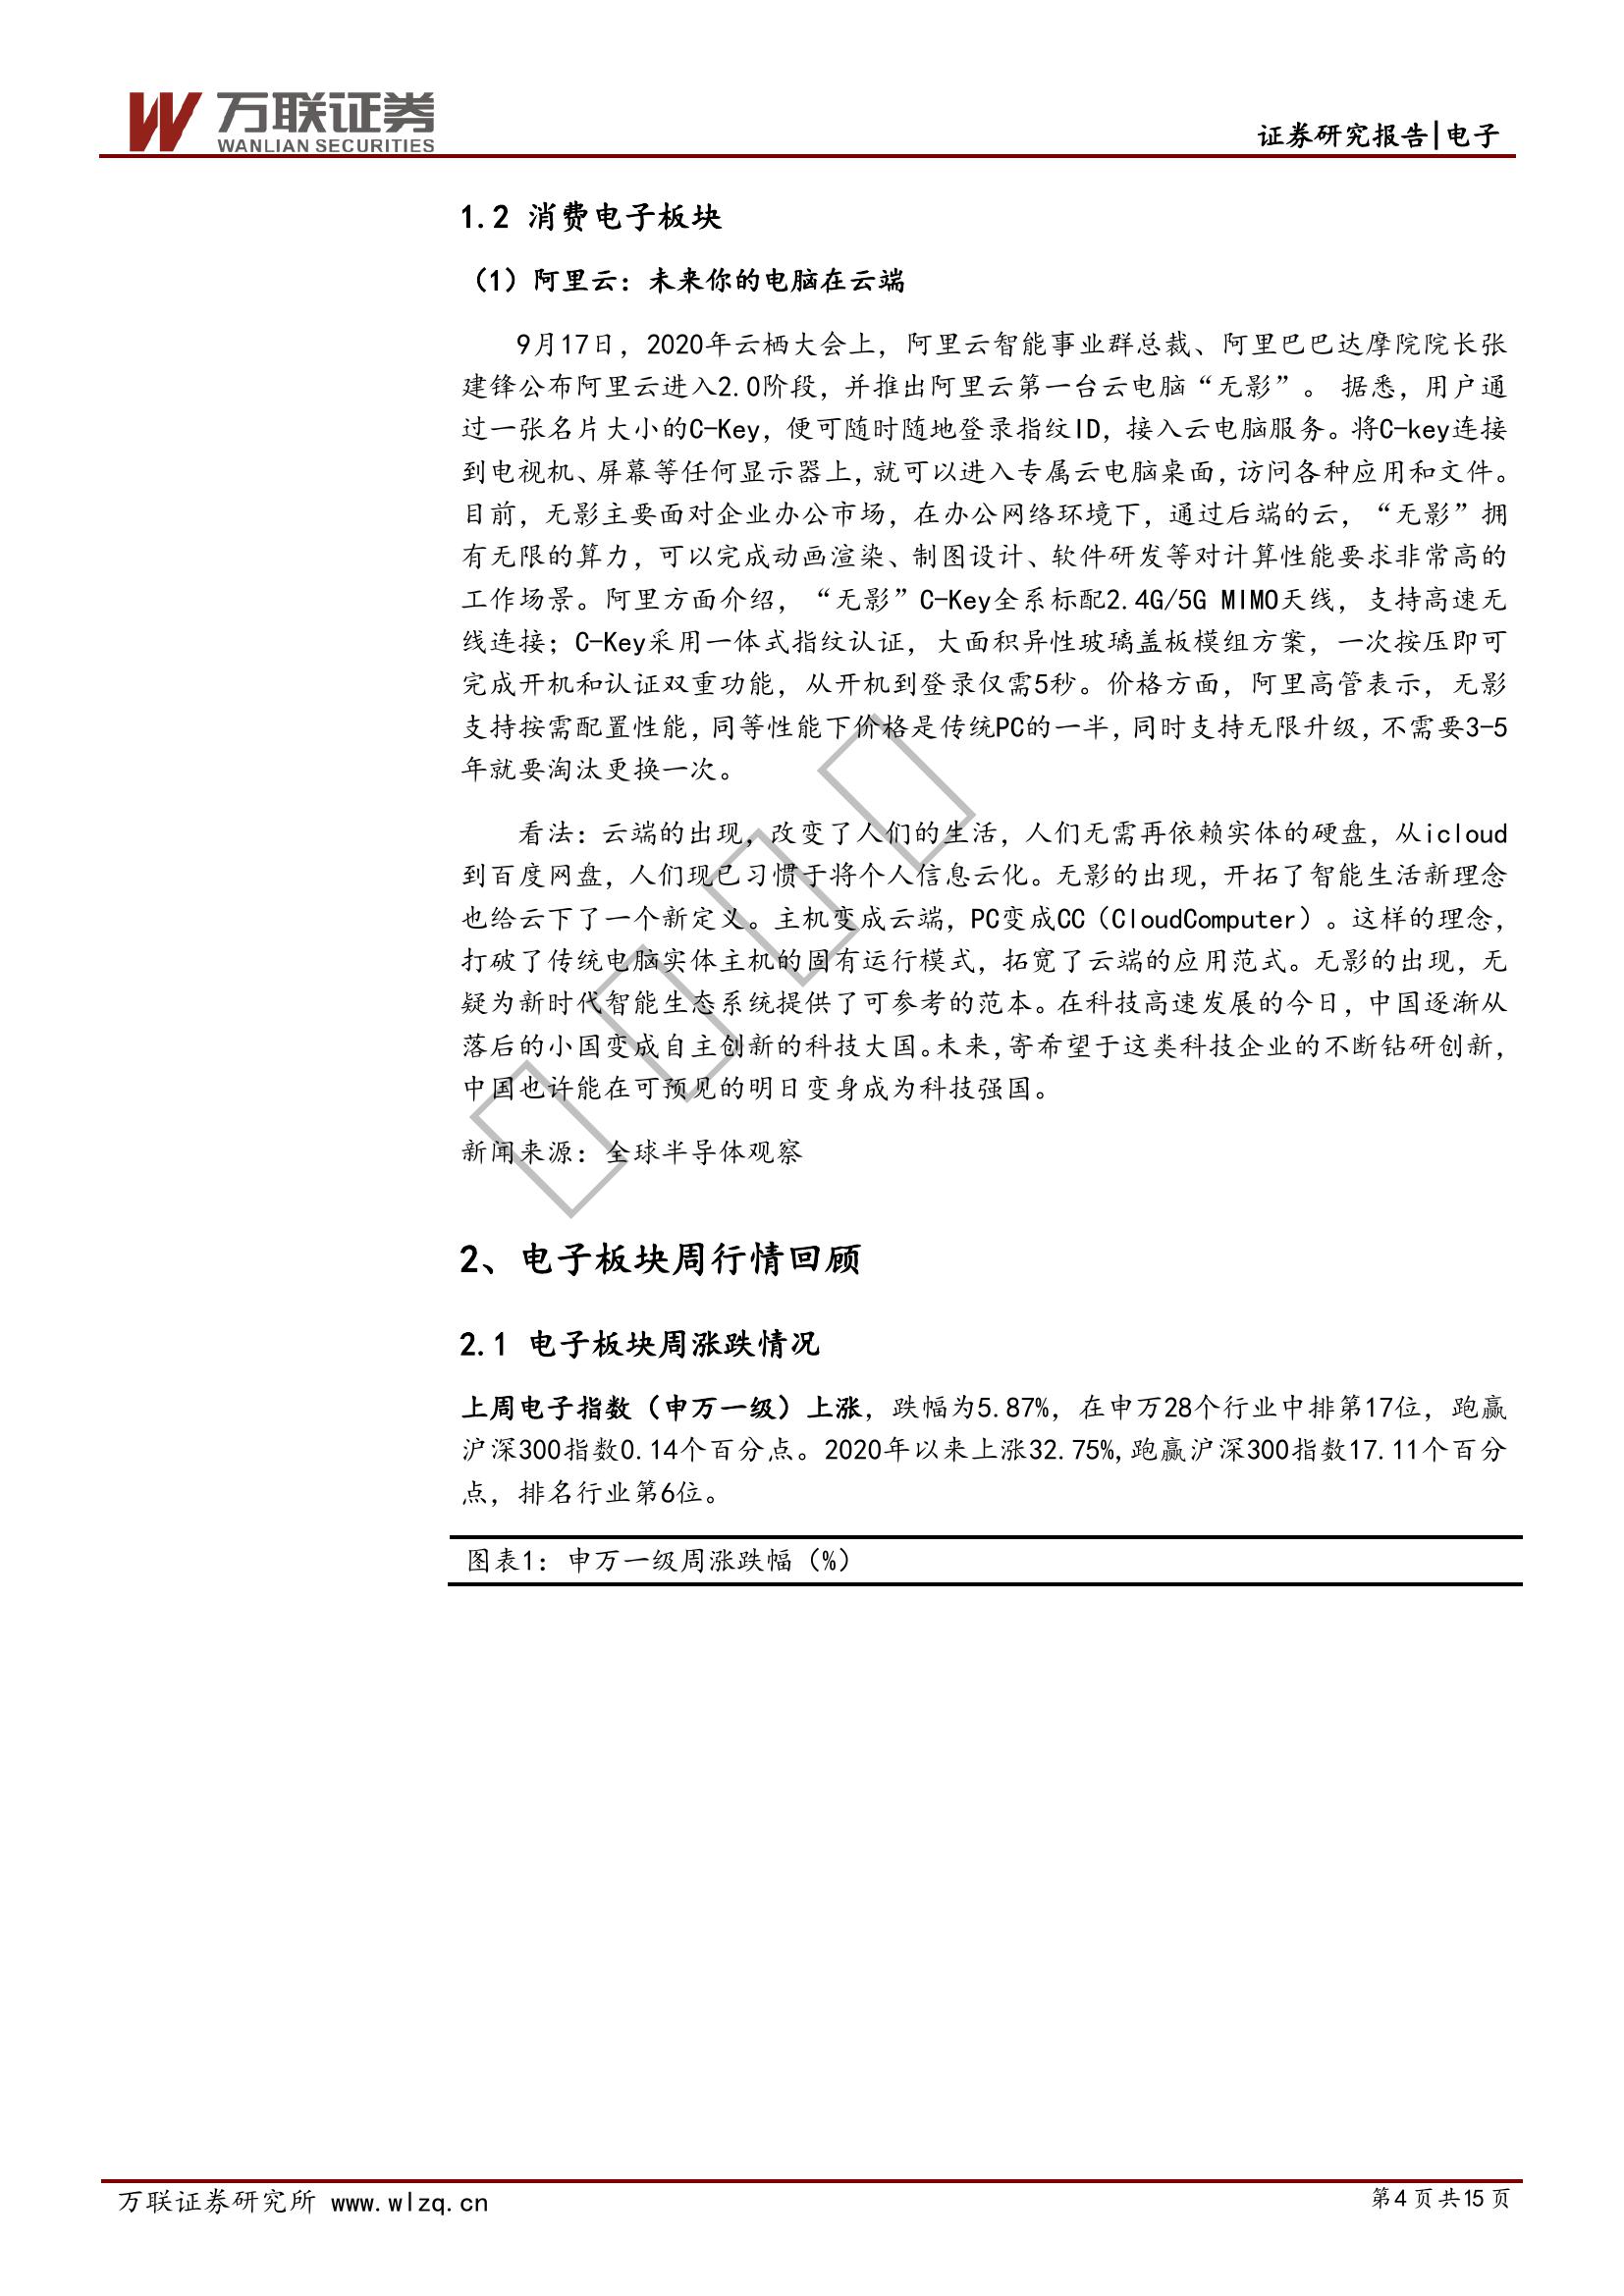 万联证券
WANLIAN SECURITIES
证券研究报告|电子
1.2 消费电子板块
（1）阿里云：未来你的电脑在云端
9月17日，2020年云栖大会上，阿里云智能事业群总裁、阿里巴巴达摩院院长张
建锋公布阿里云进入2.0阶段，并推出阿里云第一台云电脑“无影”。 据悉，用户通
过一张名片大小的C-Key，便可随时随地登录指纹ID，接入云电脑服务。将C-key连接
到电视机、屏幕等任何显示器上，就可以进入专属云电脑桌面，访问各种应用和文件。
目前，无影主要面对企业办公市场，在办公网络环境下，通过后端的云，“无影”拥
有无限的算力，可以完成动画渲染、制图设计、软件研发等对计算性能要求非常高的
工作场景。阿里方面介绍，“无影”C-Key全系标配2.4G/5G MIMO天线，支持高速无
线连接；C-Key采用一体式指纹认证，大面积异性玻璃盖板模组方案，一次按压即可
完成开机和认证双重功能，从开机到登录仅需5秒。价格方面，阿里高管表示，无影
支持按需配置性能，同等性能下价格是传统PC的一半，同时支持无限升级，不需要3-5
年就要淘汰更换一次。
看法：云端的出现，改变了人们的生活，人们无需再依赖实体的硬盘，从icloud
到百度网盘，人们现已习惯于将个人信息云化。无影的出现，开拓了智能生活新理念
也给云下了一个新定义。主机变成云端，PC变成CC（CloudComputer）。这样的理念，
打破了传统电脑实体主机的固有运行模式，拓宽了云端的应用范式。无影的出现，无
疑为新时代智能生态系统提供了可参考的范本。在科技高速发展的今日，中国逐渐从
落后的小国变成自主创新的科技大国。未来，寄希望于这类科技企业的不断钻研创新，
中国也许能在可预见的明日变身成为科技强国。
新闻来源：全球半导体观察
2、电子板块周行情回顾
2.1 电子板块周涨跌情况
上周电子指数（申万一级）上涨，跌幅为5.87%，在申万28个行业中排第17位，跑赢
沪深300指数0.14个百分点。2020年以来上涨32.75%,跑赢沪深300指数17.11个百分
点，排名行业第6位。
图表1：申万一级周涨跌幅（%）
万联证券研究所 www.wlzq.cn
第4页共15页